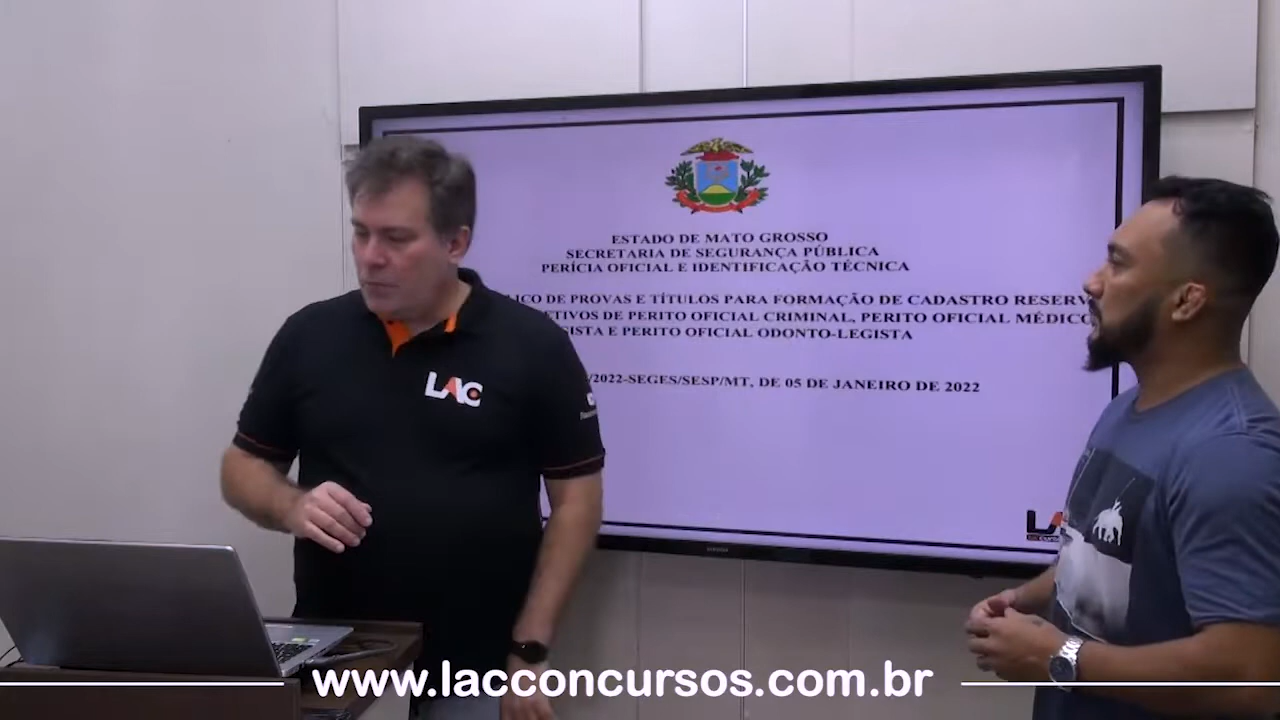 ESTADO DE MATO GROSSO
SECRETARIA DE SEGURANÇA PÚBLICA
PERÍCIA OFICIAL E IDENTIFICAÇÃO TÉCNICA
DE PROVAS E TÍTULOS PARA FORMAÇÃO DE CADASTRO
DE PERITO OFICIAL CRIMINAL, PERITO OFICIAL MÉDICO
E PERITO OFICIAL ODONTO-LEGISTA
/2022-SEGES/SESP/MT, DE 05 DE JANEIRO DE 2022
LAC
www.lacconcursos.com.br